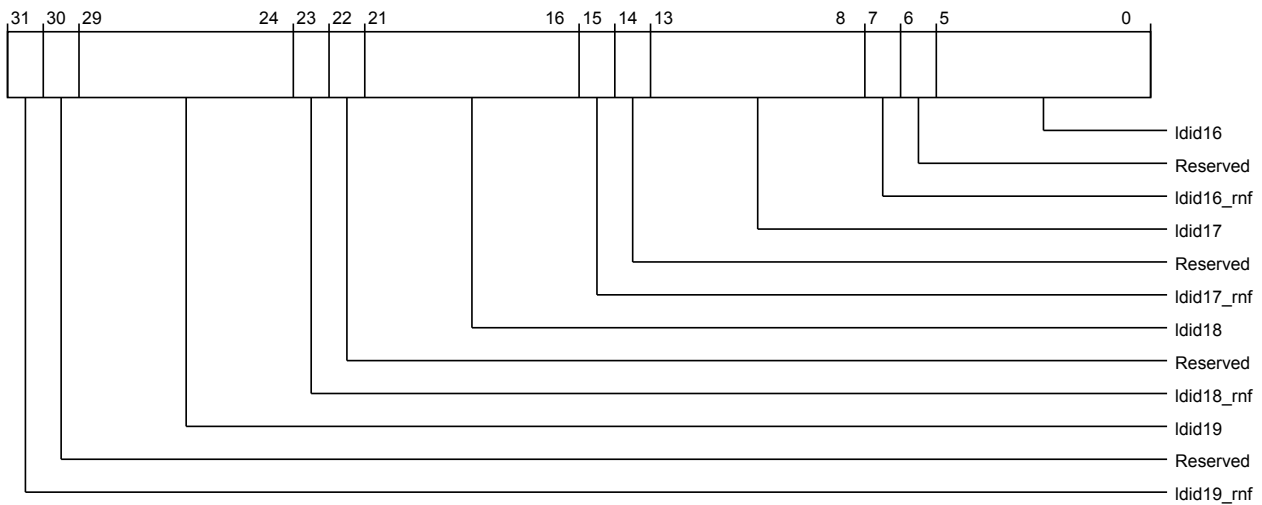 31 30 29 24 23 22 21 16 15 14 13 8 7 6 5 0
ldid16
Reserved
ldid16_rnf
ldid17
Reserved
ldid17_rnf
ldid18
Reserved
ldid18_rnf
ldid19
Reserved
ldid19_rnf